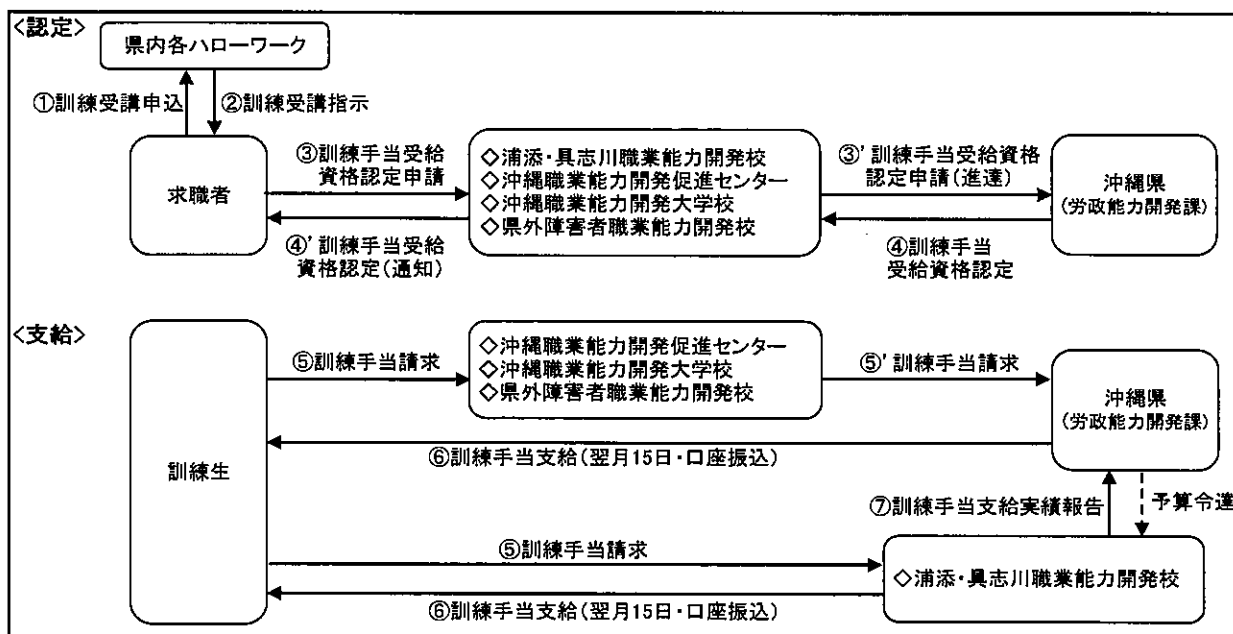 <認定>
県内各ハローワーク
①訓練受講申込
②訓練受講指示
求職者
③訓練手当受給
資格認定申請
④'訓練手当受給
資格認定(通知)
◇浦添・具志川職業能力開発校
◇沖縄職業能力開発促進センター
◇沖縄職業能力開発大学校
◇県外障害者職業能力開発校
③'訓練手当受給資格
認定申請(進達)
④訓練手当
受給資格認定
沖縄県
(労政能力開発課)
<支給>
訓練生
⑤訓練手当請求
◇沖縄職業能力開発促進センター
◇沖縄職業能力開発大学校
◇県外障害者職業能力開発校
⑤'訓練手当請求
沖縄県
(労政能力開発課)
⑥訓練手当支給(翌月15日・口座振込)
⑦訓練手当支給実績報告
予算令達
⑤訓練手当請求
◇浦添・具志川職業能力開発校
⑥訓練手当支給(翌月15日・口座振込)